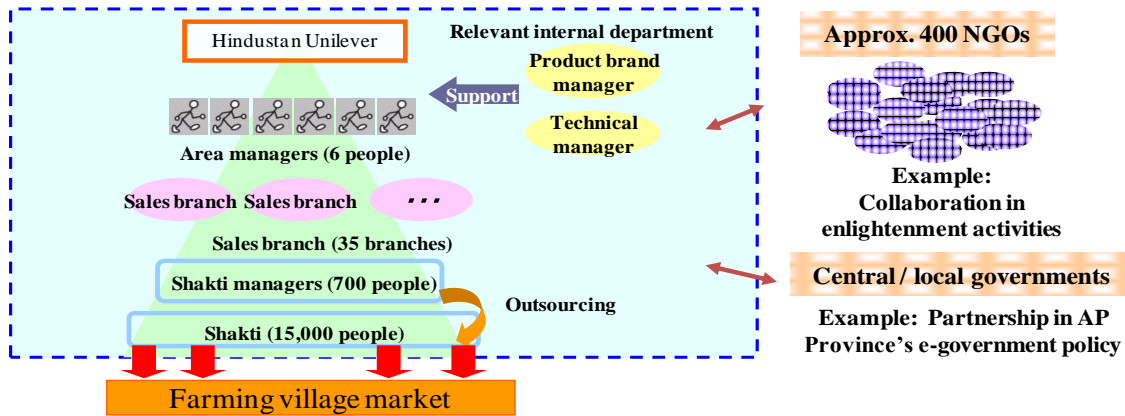 Hindustan Unilever
Relevant internal department
Product brand
manager
Support
Technical
manager
Area managers (6 people)
Sales branch
Sales branch
...
Sales branch (35 branches)
Shakti managers (700 people)
Outsourcing
Shakti (15,000 people)
Farming village market
Approx. 400 NGOs
Example:
Collaboration in
enlightenment activities
Central / local governments
Example: Partnership in AP
Province's e-government policy